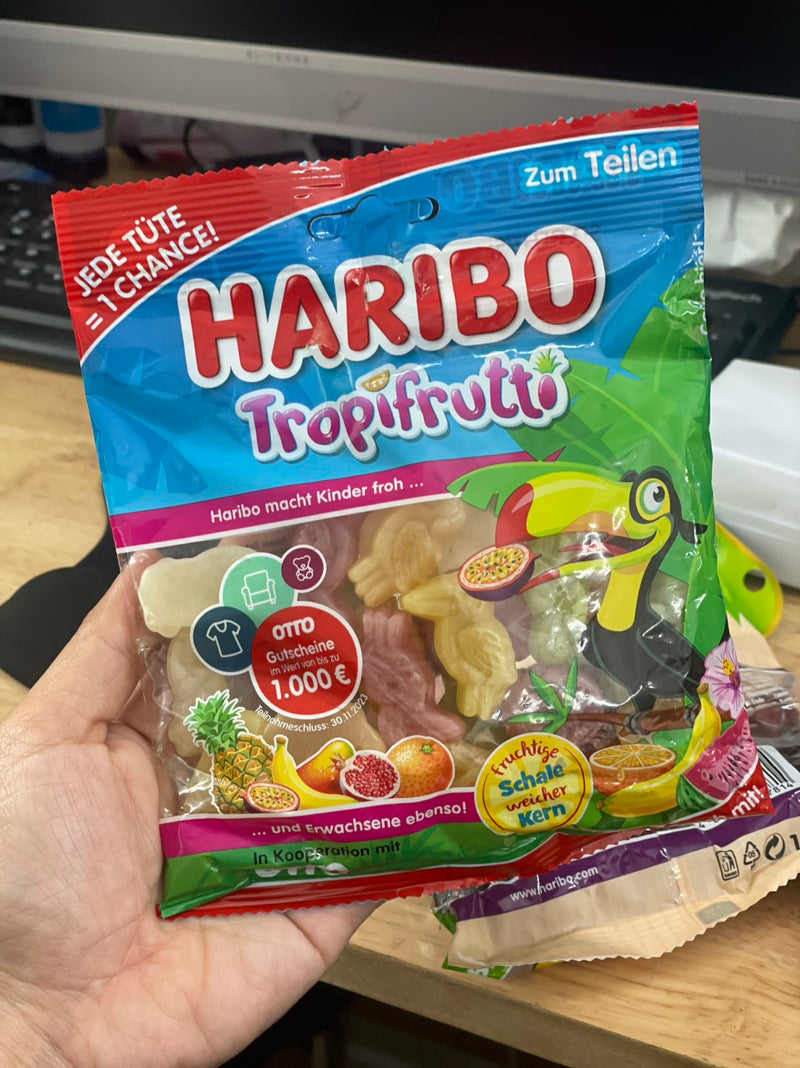 Zum Teilen
JEDE TÜTE
= 1 CHANCE!
HARIBO
Tropifrutti
Haribo macht Kinder froh ...
OTTO
Gutscheine
im Wert von bis zu
1.000 €
Teilnahmeschluss: 30.11.2023
fruchtige
Schale
weicher
Kern
... und Erwachsene ebenso!
mit!
In Kooperation mit
OTTO
www.haribo.com